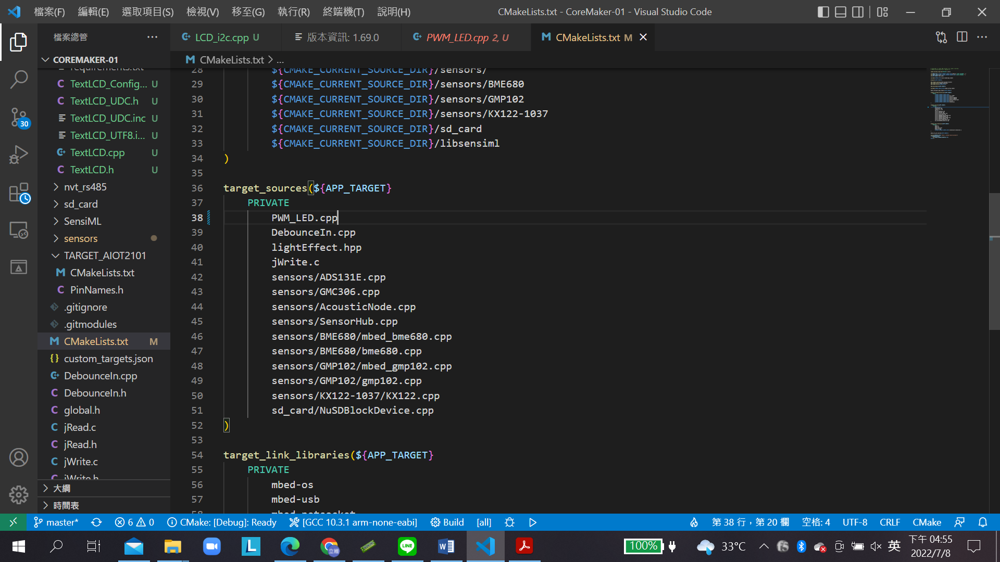 檔案(F) 編輯(E) 選取項目(S) 檢視(V) 移至(G) 執行(R) 終端機(T) 說明(H)
CMakeLists.txt - CoreMaker-01 - Visual Studio Code
檔案總管
LCD_i2c.cpp U
版本資訊: 1.69.0
PWM_LED.cpp 2, U
CMakeLists.txt M
COREMAKER-01
CMakeLists.txt > ...
requirements.txt
TextLCD_Config... U
TextLCD_UDC.h U
TextLCD_UDC.inc U
TextLCD_UTF8.i... U
TextLCD.cpp U
TextLCD.h U
nvt_rs485
sd_card
SensiML
sensors
TARGET_AIOT2101
CMakeLists.txt
PinNames.h
.gitignore
.gitmodules
CMakeLists.txt M
custom_targets.json
DebounceIn.cpp
DebounceIn.h
global.h
jRead.c
jRead.h
jWrite.c
jWrite.h
大綱
時間表
30
28 ${CMAKE_CURRENT_SOURCE_DIR}/sensors/
29 ${CMAKE_CURRENT_SOURCE_DIR}/sensors/BME680
30 ${CMAKE_CURRENT_SOURCE_DIR}/sensors/GMP102
31 ${CMAKE_CURRENT_SOURCE_DIR}/sensors/KX122-1037
32 ${CMAKE_CURRENT_SOURCE_DIR}/sd_card
33 ${CMAKE_CURRENT_SOURCE_DIR}/libsensiml
34 )
35
36 target_sources(${APP_TARGET}
37 PRIVATE
38 PWM_LED.cpp
39 DebounceIn.cpp
40 lightEffect.hpp
41 jWrite.c
42 sensors/ADS131E.cpp
43 sensors/GMC306.cpp
44 sensors/AcousticNode.cpp
45 sensors/SensorHub.cpp
46 sensors/BME680/mbed_bme680.cpp
47 sensors/BME680/bme680.cpp
48 sensors/GMP102/mbed_gmp102.cpp
49 sensors/GMP102/gmp102.cpp
50 sensors/KX122-1037/KX122.cpp
51 sd_card/NuSDBlockDevice.cpp
52 )
53
54 target_link_libraries(${APP_TARGET}
55 PRIVATE
56 mbed-os
57 mbed-usb
58 mbed-netsocket
master* 6 0 CMake: [Debug]: Ready [GCC 10.3.1 arm-none-eabi] Build [all]
第 38 行，第 20 欄 空格: 4 UTF-8 CRLF CMake
100% 33°C 英
下午 04:55
2022/7/8